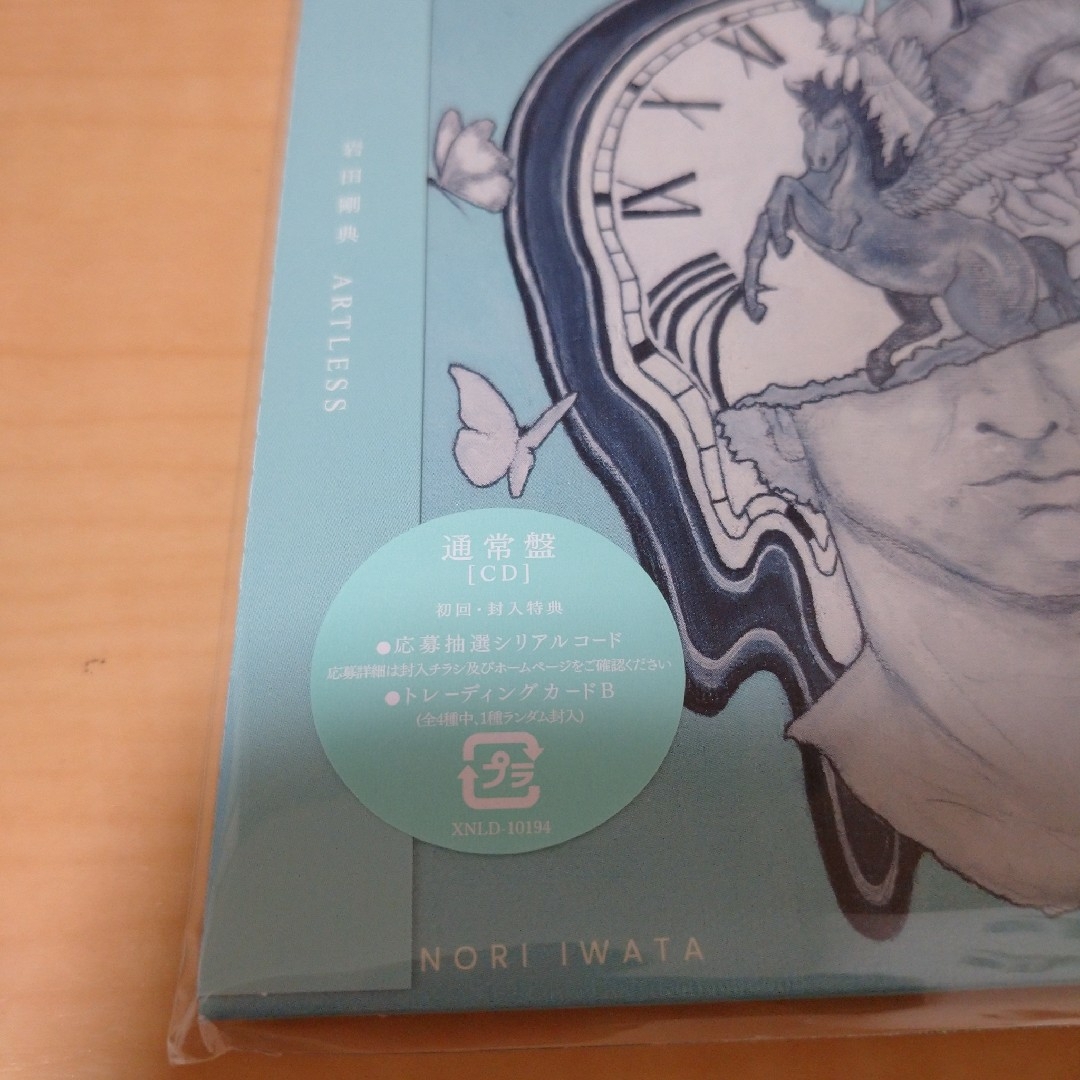 岩田剛典 ARTLESS
通常盤
[CD]
初回・封入特典
●応募抽選シリアルコード
応募詳細は封入チラシ及びホームページをご確認ください
●トレーディングカードB
(全4種中、1種ランダム封入)
プラ
XNLD-10194
NORI IWATA